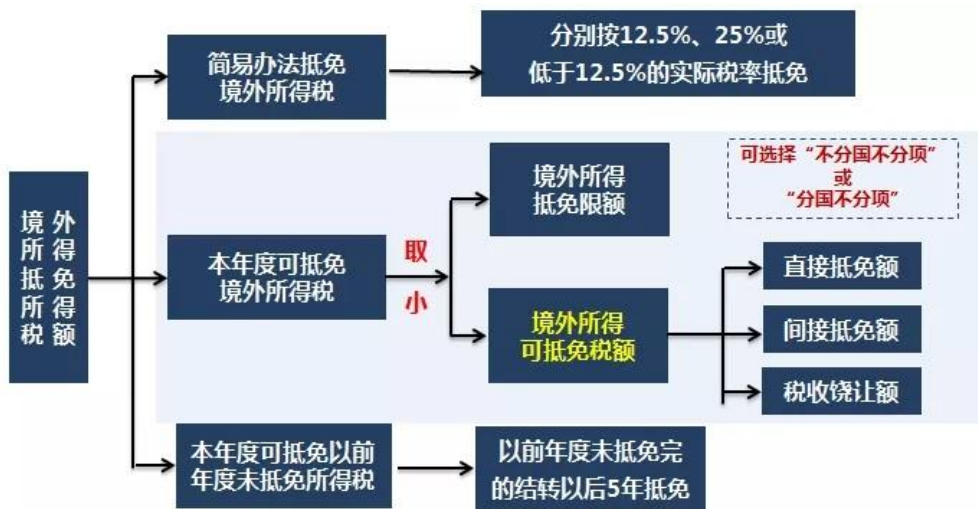 境外
所得
抵免
所得
税额
简易办法抵免
境外所得税
分别按12.5%、25%或
低于12.5%的实际税率抵免
本年度可抵免
境外所得税
取
小
境外所得
抵免限额
可选择“不分国不分项”
或
“分国不分项”
境外所得
可抵免税额
直接抵免额
间接抵免额
税收饶让额
本年度可抵免以前
年度未抵免所得税
以前年度未抵免完
的结转以后5年抵免